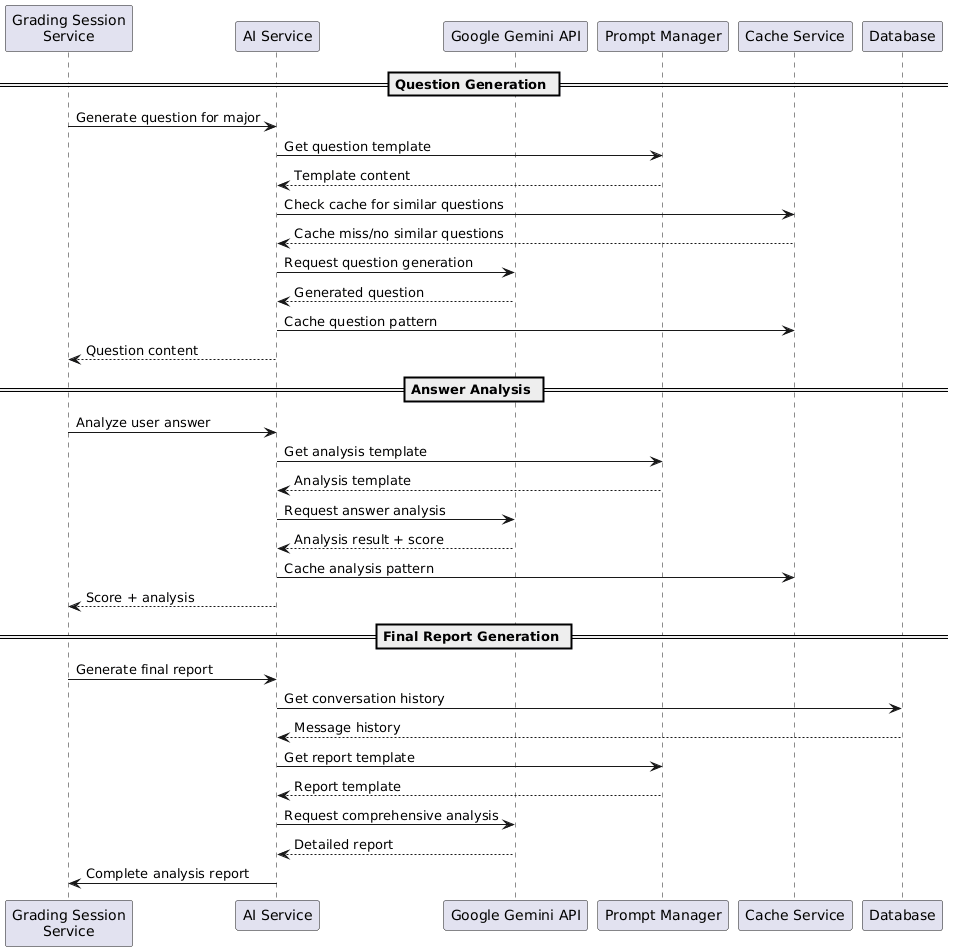 Grading Session
Service
AI Service
Google Gemini API
Prompt Manager
Cache Service
Database
Question Generation
Generate question for major
Get question template
Template content
Check cache for similar questions
Cache miss/no similar questions
Request question generation
Generated question
Cache question pattern
Question content
Answer Analysis
Analyze user answer
Get analysis template
Analysis template
Request answer analysis
Analysis result + score
Cache analysis pattern
Score + analysis
Final Report Generation
Generate final report
Get conversation history
Message history
Get report template
Report template
Request comprehensive analysis
Detailed report
Complete analysis report
Grading Session
Service
AI Service
Google Gemini API
Prompt Manager
Cache Service
Database